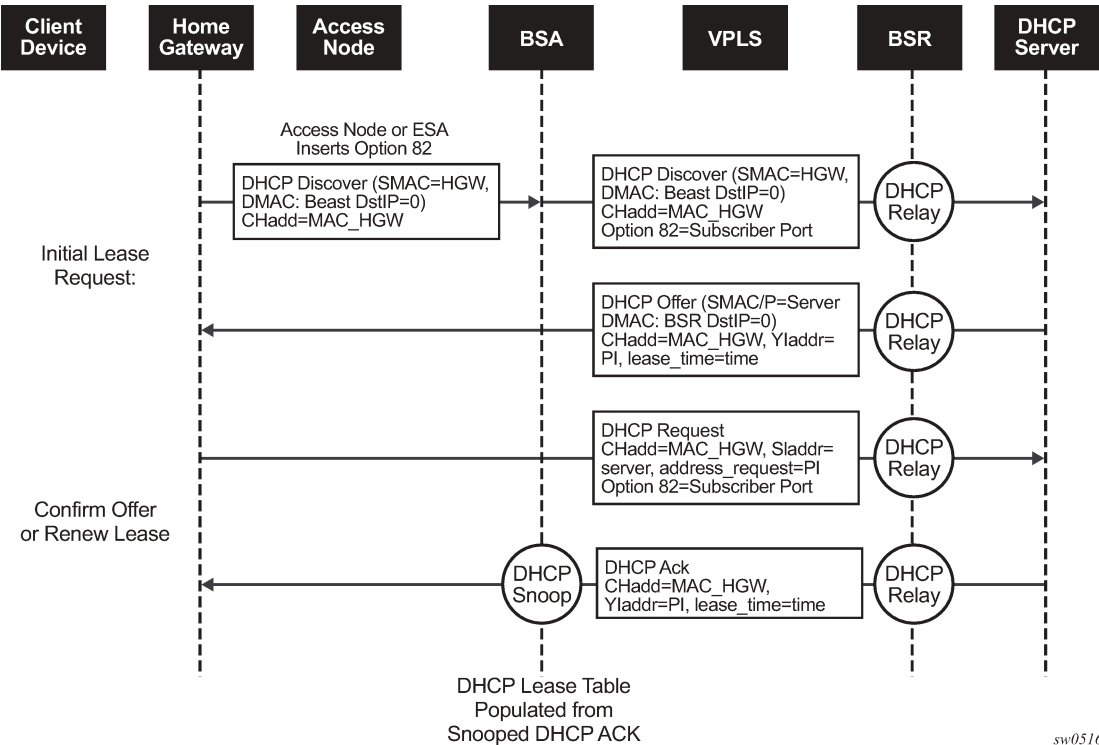 Client
Device
Home
Gateway
Access
Node
BSA
VPLS
BSR
DHCP
Server
Access Node or ESA
Inserts Option 82
DHCP Discover (SMAC=HGW,
DMAC: Beast DstIP=0)
CHadd=MAC_HGW
DHCP Discover (SMAC=HGW,
DMAC: Beast DstIP=0)
CHadd=MAC_HGW
Option 82=Subscriber Port
DHCP
Relay
Initial Lease
Request:
DHCP Offer (SMAC/P=Server
DMAC: BSR DstIP=0)
CHadd=MAC_HGW, YIaddr=
PI, lease_time=time
DHCP
Relay
DHCP Request
CHadd=MAC_HGW, SIaddr=
server, address_request=PI
Option 82=Subscriber Port
DHCP
Relay
Confirm Offer
or Renew Lease
DHCP
Snoop
DHCP Ack
CHadd=MAC_HGW,
YIaddr=PI, lease_time=time
DHCP
Relay
DHCP Lease Table
Populated from
Snooped DHCP ACK
sw0516